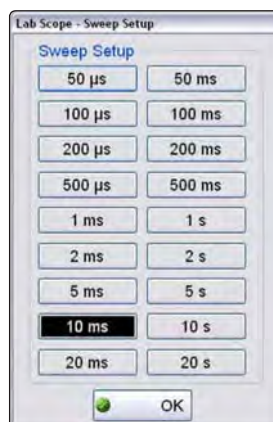 Lab Scope - Sweep Setup
Sweep Setup
50 µs 50 ms
100 µs 100 ms
200 µs 200 ms
500 µs 500 ms
1 ms 1 s
2 ms 2 s
5 ms 5 s
10 ms 10 s
20 ms 20 s
OK